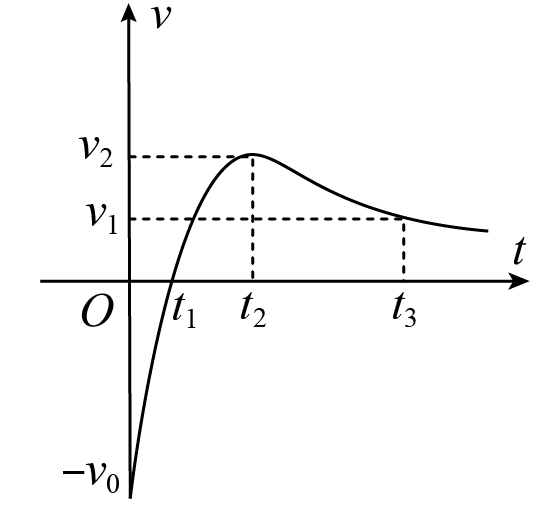 v
v₂
v₁
t
O
t₁
t₂
t₃
−v₀